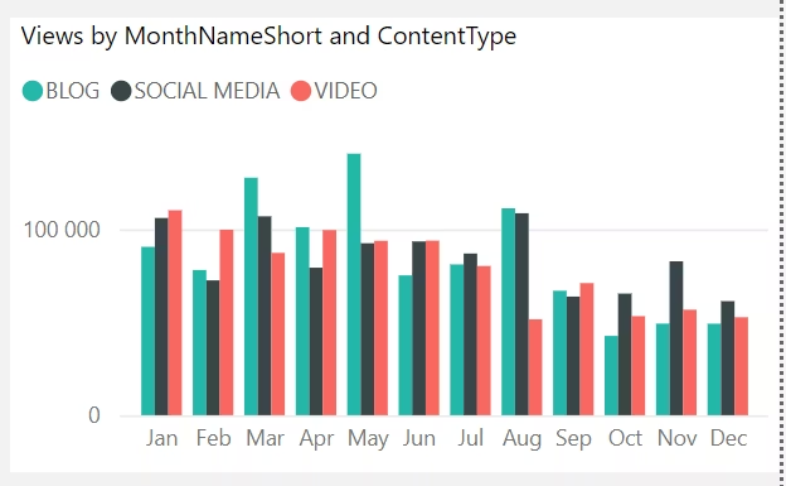 Views by MonthNameShort and ContentType
BLOG SOCIAL MEDIA VIDEO
100 000
0
Jan Feb Mar Apr May Jun Jul Aug Sep Oct Nov Dec